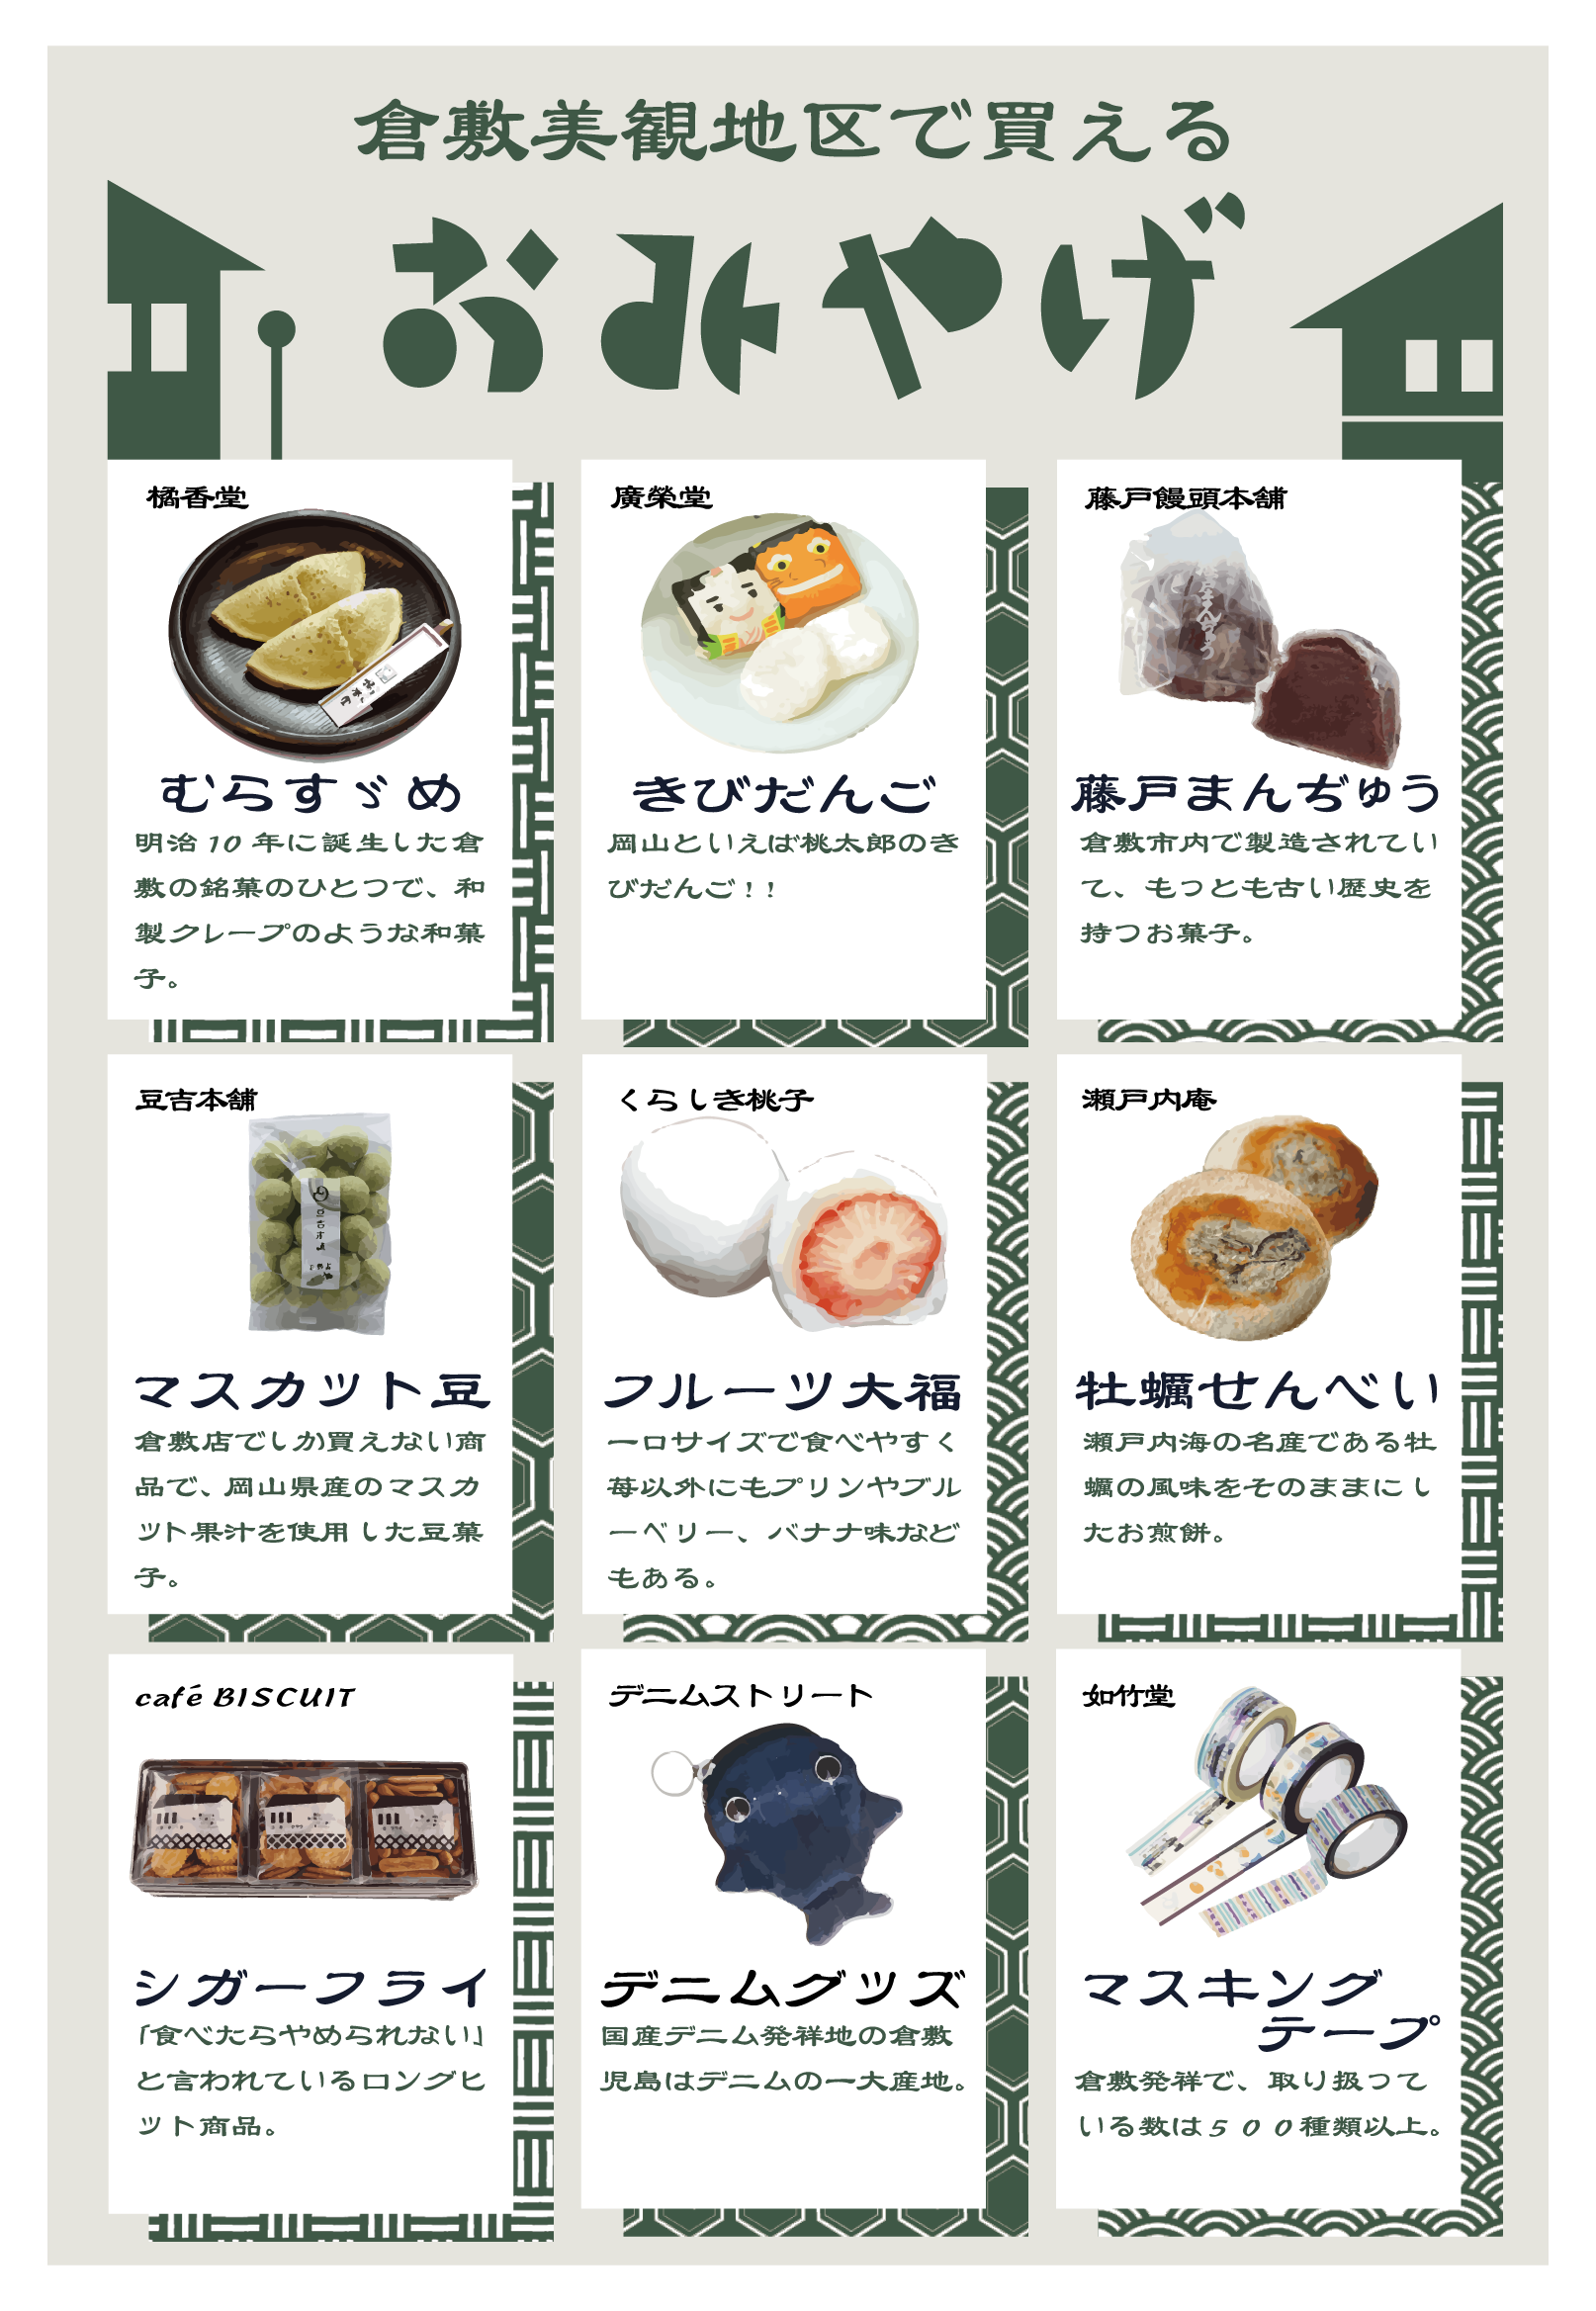 倉敷美観地区で買える
おみやげ
橘香堂
むらすゞめ
明治10年に誕生した倉
敷の銘菓のひとつで、和
製クレープのような和菓
子。
廣榮堂
きびだんご
岡山といえば桃太郎のき
びだんご!!
藤戸饅頭本舗
藤戸まんぢゅう
倉敷市内で製造されてい
て、もっとも古い歴史を
持つお菓子。
豆吉本舗
マスカット豆
倉敷店でしか買えない商
品で、岡山県産のマスカ
ット果汁を使用した豆菓
子。
くらしき桃子
フルーツ大福
一口サイズで食べやすく
苺以外にもプリンやブル
ーベリー、バナナ味など
もある。
瀬戸内庵
牡蠣せんべい
瀬戸内海の名産である牡
蠣の風味をそのままにし
たお煎餅。
café BISCUIT
シガーフライ
「食べたらやめられない」
と言われているロングヒ
ット商品。
デニムストリート
デニムグッズ
国産デニム発祥地の倉敷
児島はデニムの一大産地。
如竹堂
マスキング
テープ
倉敷発祥で、取り扱って
いる数は500種類以上。